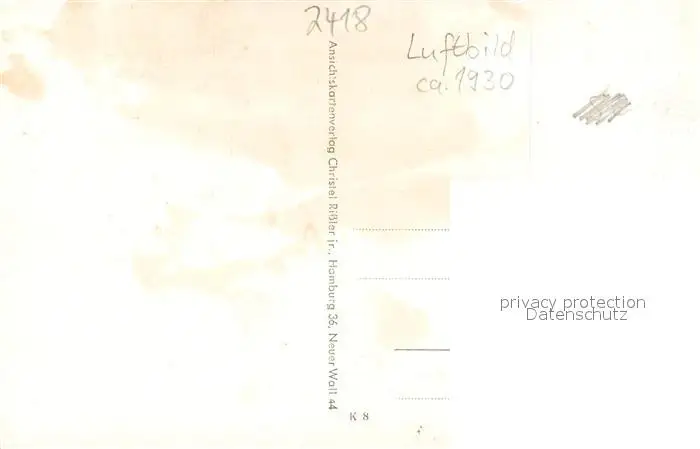 2418
Luftbild
ca. 1930
Ansichtskartenverlag Christel Rißler jr., Hamburg 36, Neuer Wall 44
privacy protection
Datenschutz
K 8